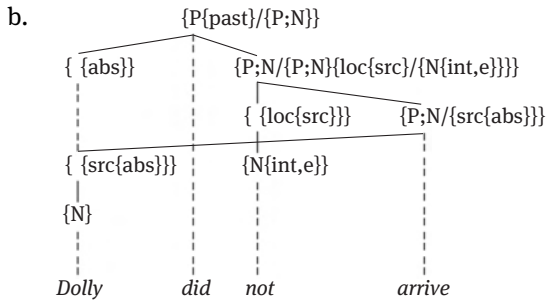 b.
{P{past}/{P;N}}
{ {abs}} {P;N/{P;N}{loc{src}/{N{int,e}}}}
{ {loc{src}}} {P;N/{src{abs}}}
{ {src{abs}}} {N{int,e}}
{N}
Dolly did not arrive